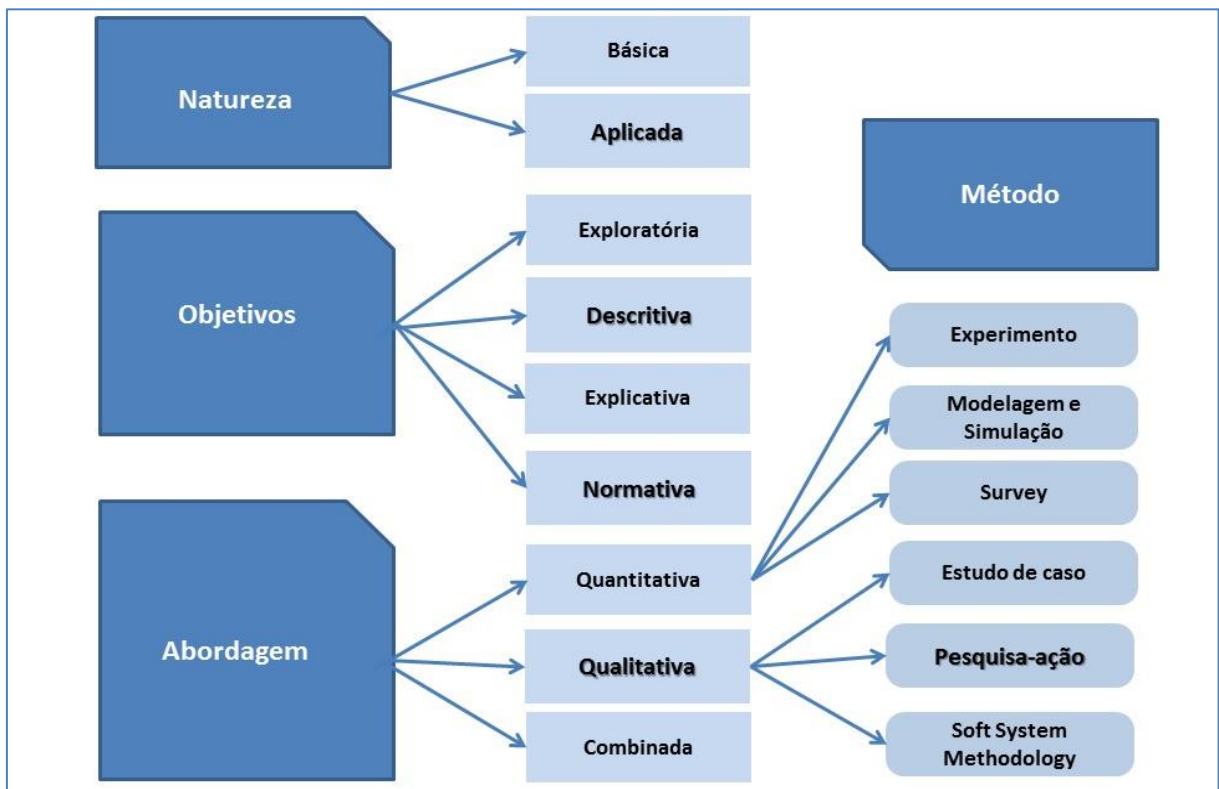 Natureza
Básica
Aplicada
Objetivos
Exploratória
Descritiva
Explicativa
Normativa
Abordagem
Quantitativa
Qualitativa
Combinada
Método
Experimento
Modelagem e
Simulação
Survey
Estudo de caso
Pesquisa-ação
Soft System
Methodology